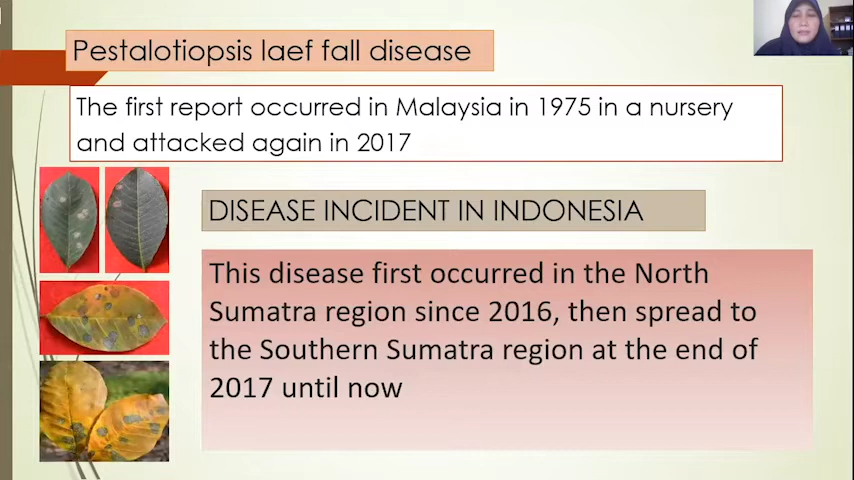 Pestalotiopsis laef fall disease
The first report occurred in Malaysia in 1975 in a nursery
and attacked again in 2017
DISEASE INCIDENT IN INDONESIA
This disease first occurred in the North
Sumatra region since 2016, then spread to
the Southern Sumatra region at the end of
2017 until now